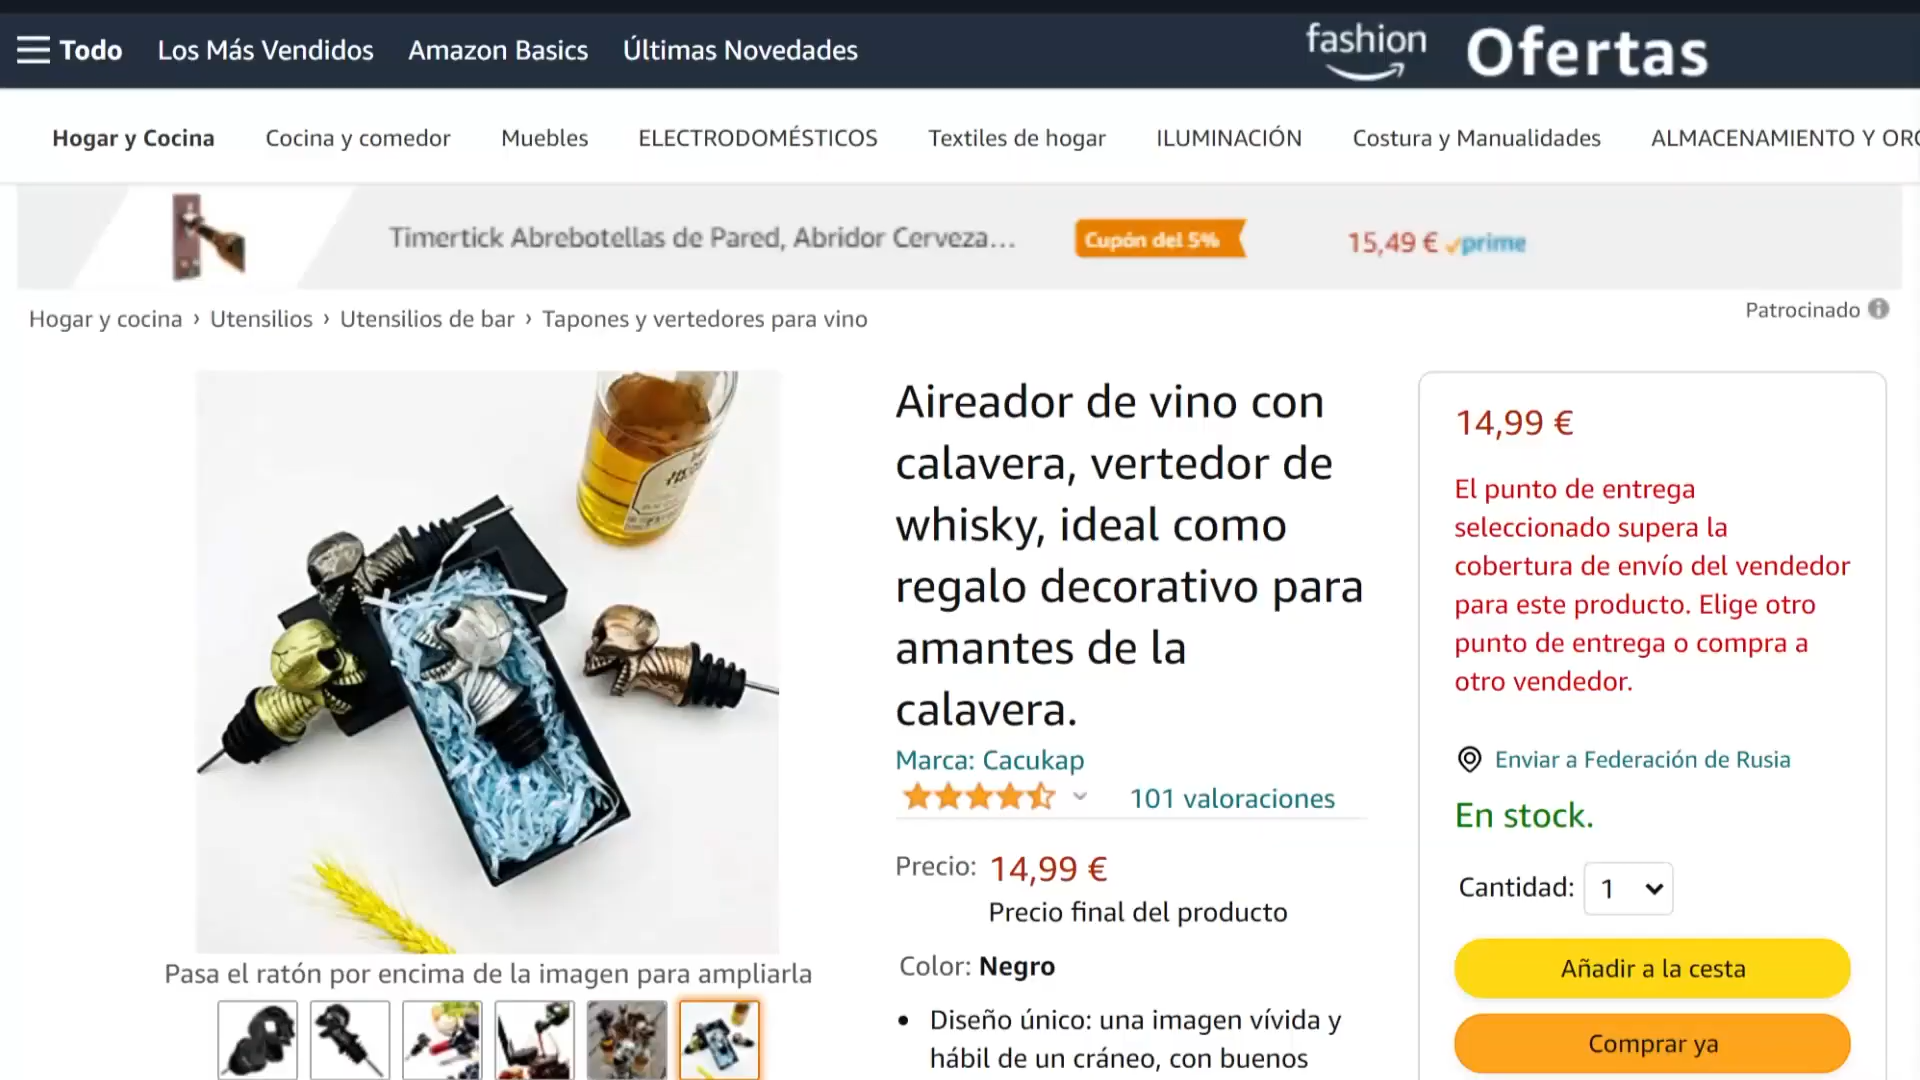 Todo Los Más Vendidos Amazon Basics Últimas Novedades fashion Ofertas
Hogar y Cocina Cocina y comedor Muebles ELECTRODOMÉSTICOS Textiles de hogar ILUMINACIÓN Costura y Manualidades ALMACENAMIENTO Y ORG
Timertick Abrebotellas de Pared, Abridor Cerveza... Cupón del 5% 15,49 € prime
Patrocinado
Hogar y cocina › Utensilios › Utensilios de bar › Tapones y vertedores para vino
Aireador de vino con
calavera, vertedor de
whisky, ideal como
regalo decorativo para
amantes de la
calavera.
Marca: Cacukap
101 valoraciones
Precio: 14,99 €
Precio final del producto
Color: Negro
• Diseño único: una imagen vívida y
hábil de un cráneo, con buenos
Pasa el ratón por encima de la imagen para ampliarla
14,99 €
El punto de entrega
seleccionado supera la
cobertura de envío del vendedor
para este producto. Elige otro
punto de entrega o compra a
otro vendedor.
Enviar a Federación de Rusia
En stock.
Cantidad: 1
Añadir a la cesta
Comprar ya